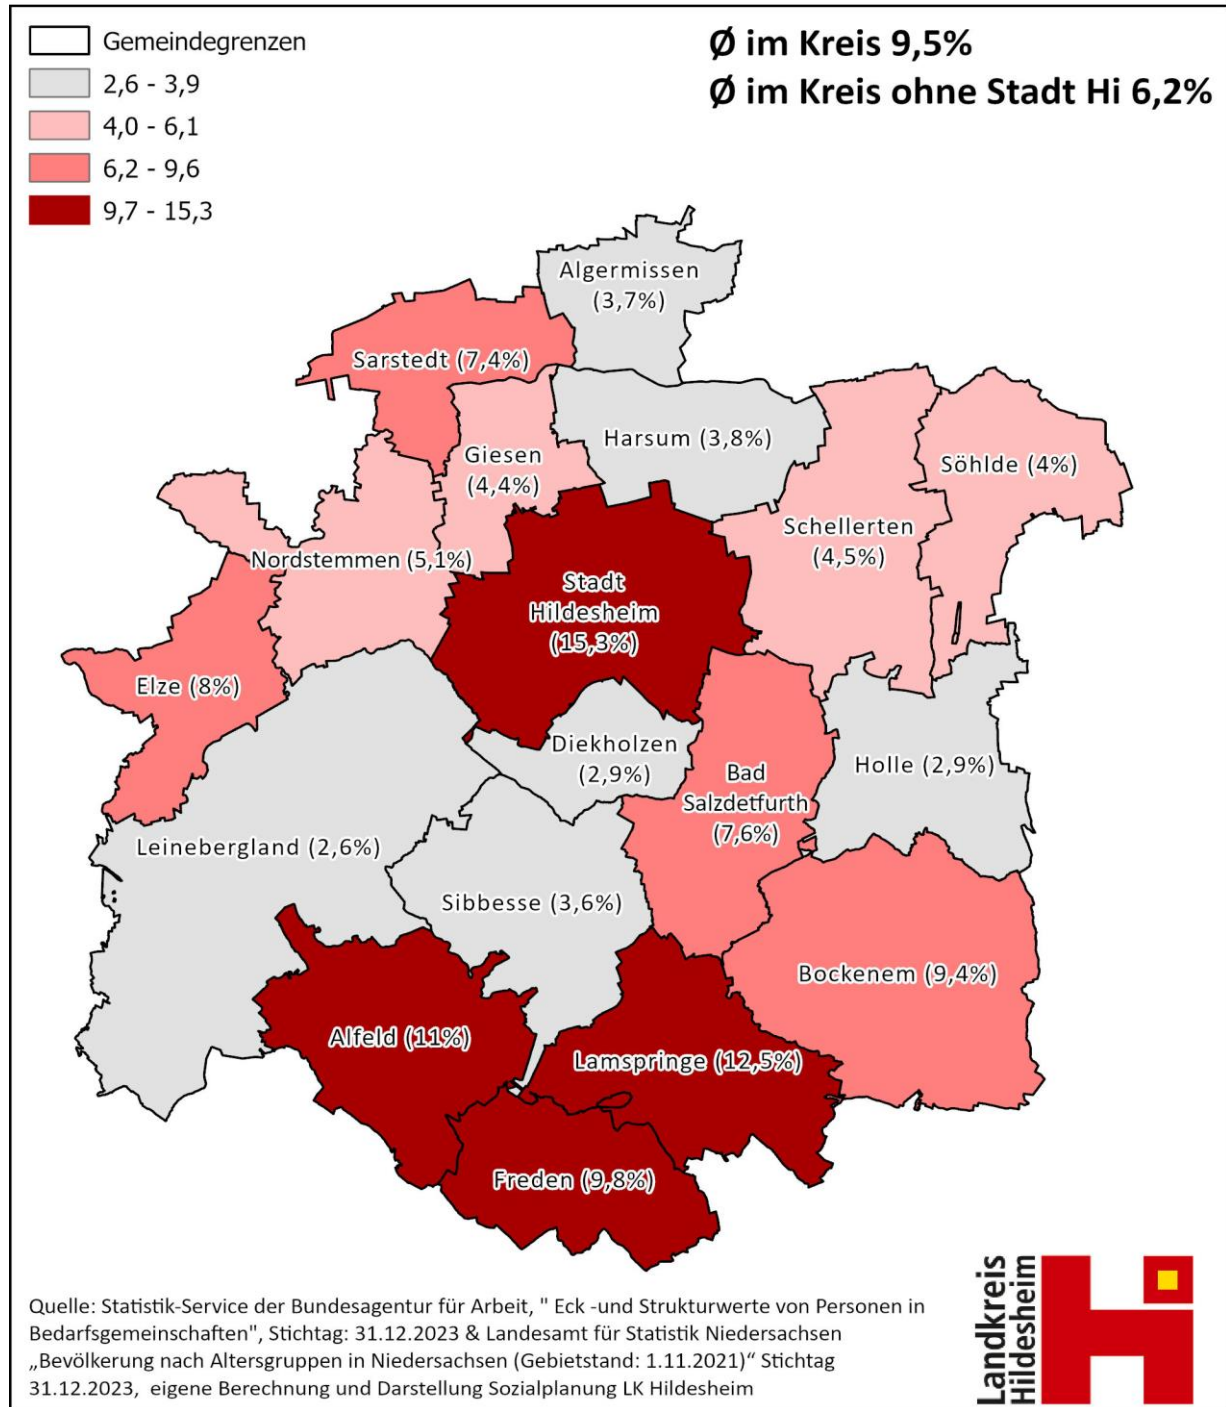 Gemeindegrenzen
2,6 - 3,9
4,0 - 6,1
6,2 - 9,6
9,7 - 15,3
Ø im Kreis 9,5%
Ø im Kreis ohne Stadt Hi 6,2%
Algermissen
(3,7%)
Sarstedt (7,4%)
Harsum (3,8%)
Giesen
(4,4%)
Söhlde (4%)
Schellerten
(4,5%)
Nordstemmen (5,1%)
Stadt
Hildesheim
(15,3%)
Elze (8%)
Diekholzen
(2,9%)
Bad
Salzdetfurth
(7,6%)
Holle (2,9%)
Leinebergland (2,6%)
Sibbesse (3,6%)
Bockenem (9,4%)
Alfeld (11%)
Lamspringe (12,5%)
Freden (9,8%)
Quelle: Statistik-Service der Bundesagentur für Arbeit, " Eck -und Strukturwerte von Personen in
Bedarfsgemeinschaften", Stichtag: 31.12.2023 & Landesamt für Statistik Niedersachsen
„Bevölkerung nach Altersgruppen in Niedersachsen (Gebietstand: 1.11.2021)“ Stichtag
31.12.2023, eigene Berechnung und Darstellung Sozialplanung LK Hildesheim
Landkreis
Hildesheim